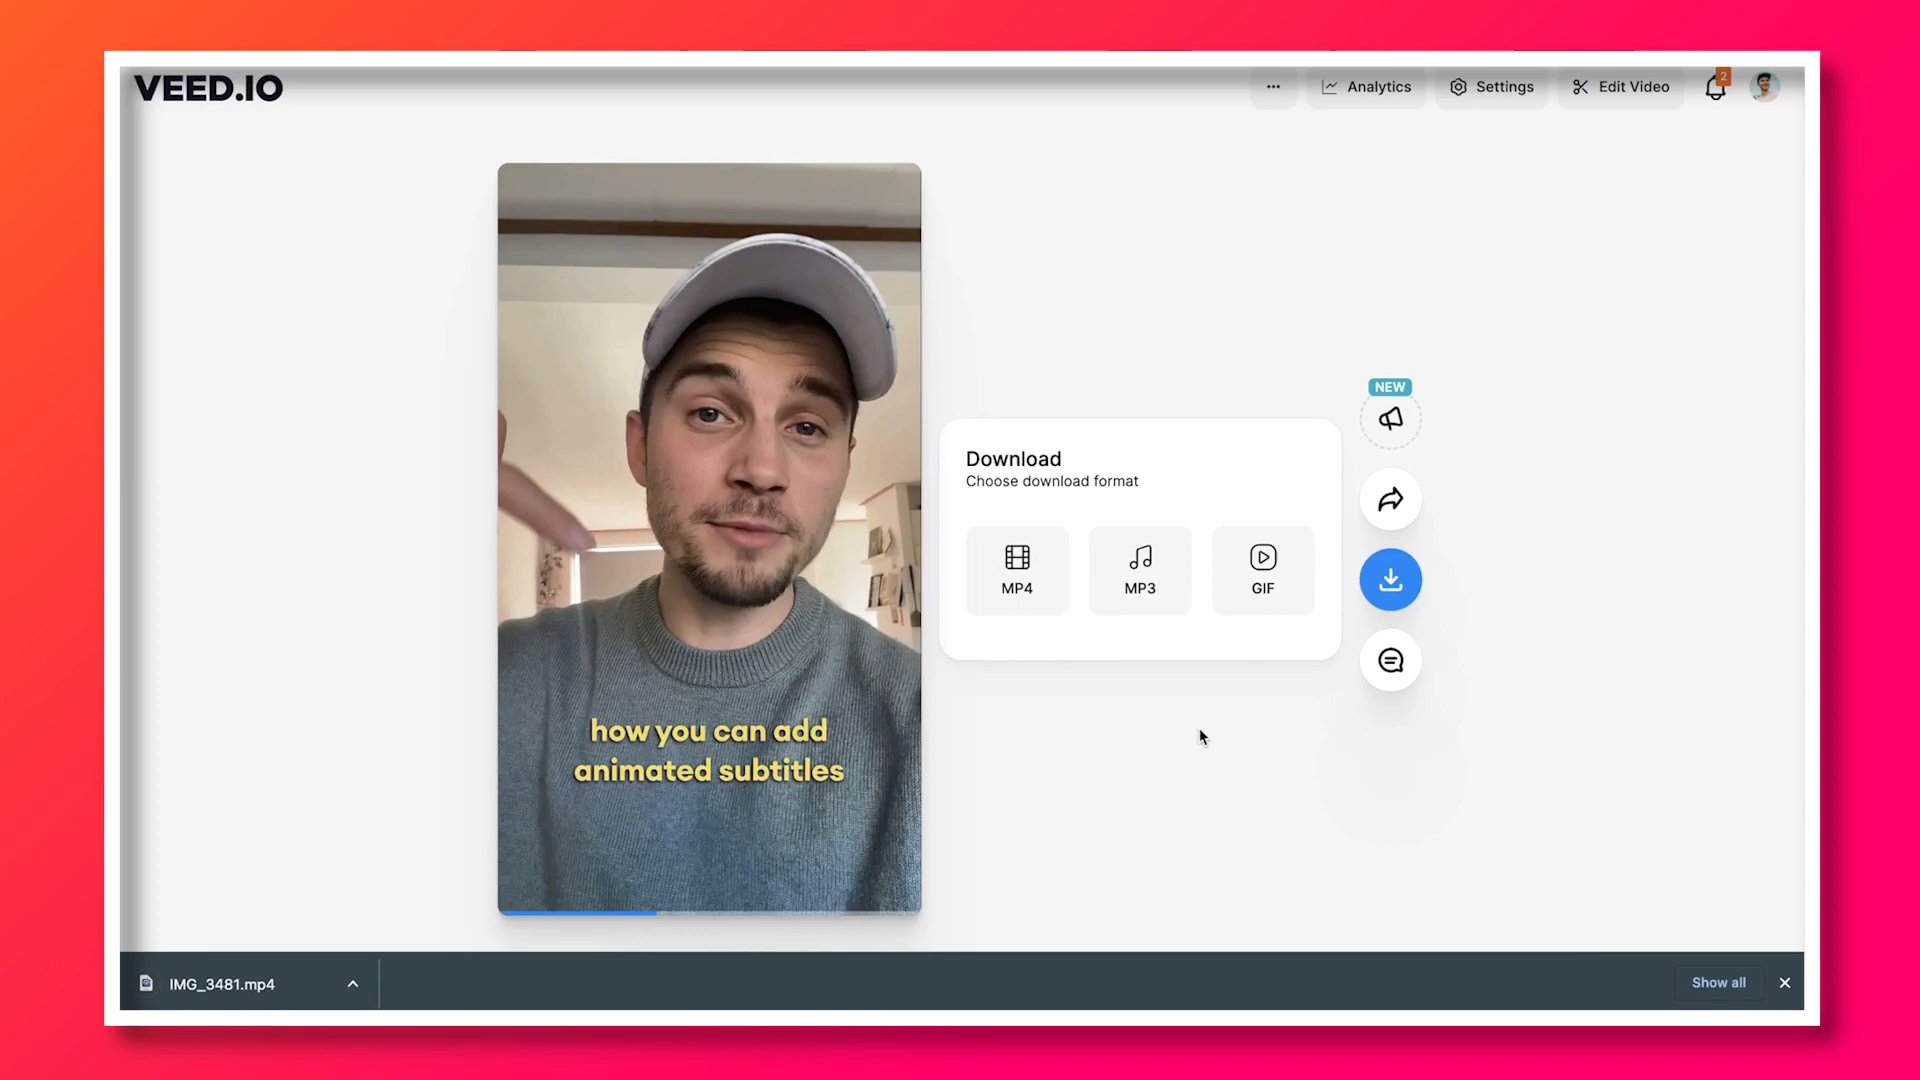 VEED.IO
...
Analytics
Settings
Edit Video
2
how you can add
animated subtitles
Download
Choose download format
MP4
MP3
GIF
NEW
IMG_3481.mp4
Show all